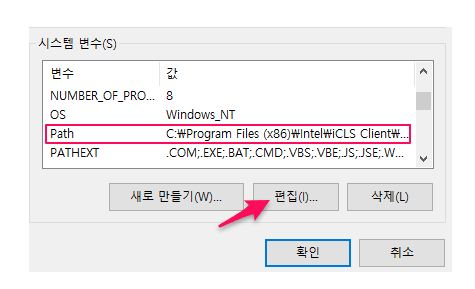 시스템 변수(S)
변수 값
NUMBER_OF_PRO... 8
OS Windows_NT
Path C:₩Program Files (x86)₩Intel₩iCLS Client₩...
PATHEXT .COM;.EXE;.BAT;.CMD;.VBS;.VBE;.JS;.JSE;.W...
새로 만들기(W)... 편집(I)... 삭제(L)
확인 취소